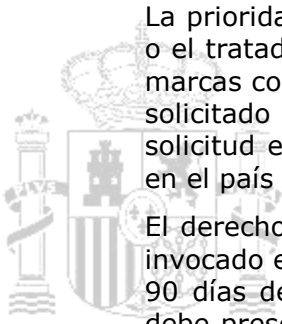 La priorida
o el tratad
marcas co
solicitado
solicitud e
en el país
El derecho
invocado e
90 días de
debe prese
PLVS